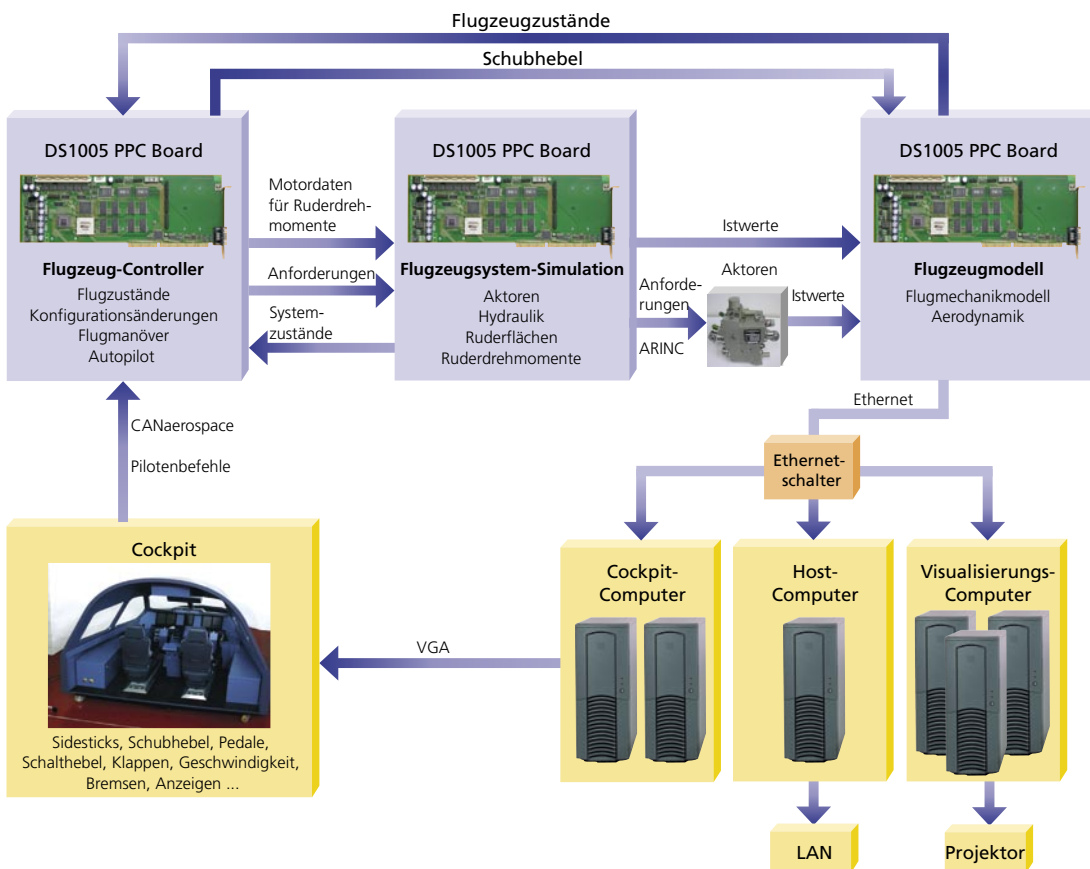 Flugzeugzustände
Schubhebel
DS1005 PPC Board
Flugzeug-Controller
Flugzustände
Konfigurationsänderungen
Flugmanöver
Autopilot
Motordaten
für Ruderdreh-
momente
Anforderungen
System-
zustände
DS1005 PPC Board
Flugzeugsystem-Simulation
Aktoren
Hydraulik
Ruderflächen
Ruderdrehmomente
Istwerte
Anforde-
rungen
ARINC
Aktoren
Istwerte
DS1005 PPC Board
Flugzeugmodell
Flugmechanikmodell
Aerodynamik
CANaerospace
Pilotenbefehle
Ethernet
Ethernet-
schalter
Cockpit
Sidesticks, Schubhebel, Pedale,
Schalthebel, Klappen, Geschwindigkeit,
Bremsen, Anzeigen ...
VGA
Cockpit-
Computer
Host-
Computer
Visualisierungs-
Computer
LAN
Projektor